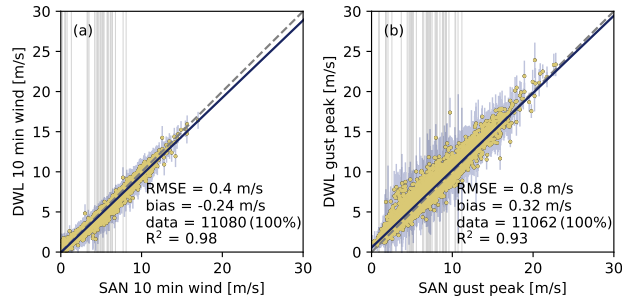 (a)
30
25
20
15
10
5
0
DWL 10 min wind [m/s]
RMSE = 0.4 m/s
bias = -0.24 m/s
data = 11080 (100%)
R² = 0.98
0
10
20
30
SAN 10 min wind [m/s]
(b)
30
25
20
15
10
5
0
DWL gust peak [m/s]
RMSE = 0.8 m/s
bias = 0.32 m/s
data = 11062 (100%)
R² = 0.93
0
10
20
30
SAN gust peak [m/s]